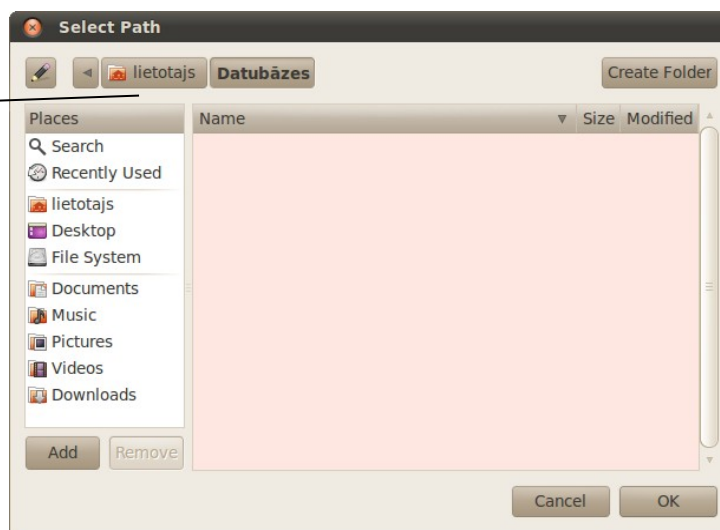 Select Path
lietotajs Datubāzes Create Folder
Places Name Size Modified
Search
Recently Used
lietotajs
Desktop
File System
Documents
Music
Pictures
Videos
Downloads
Add Remove
Cancel OK